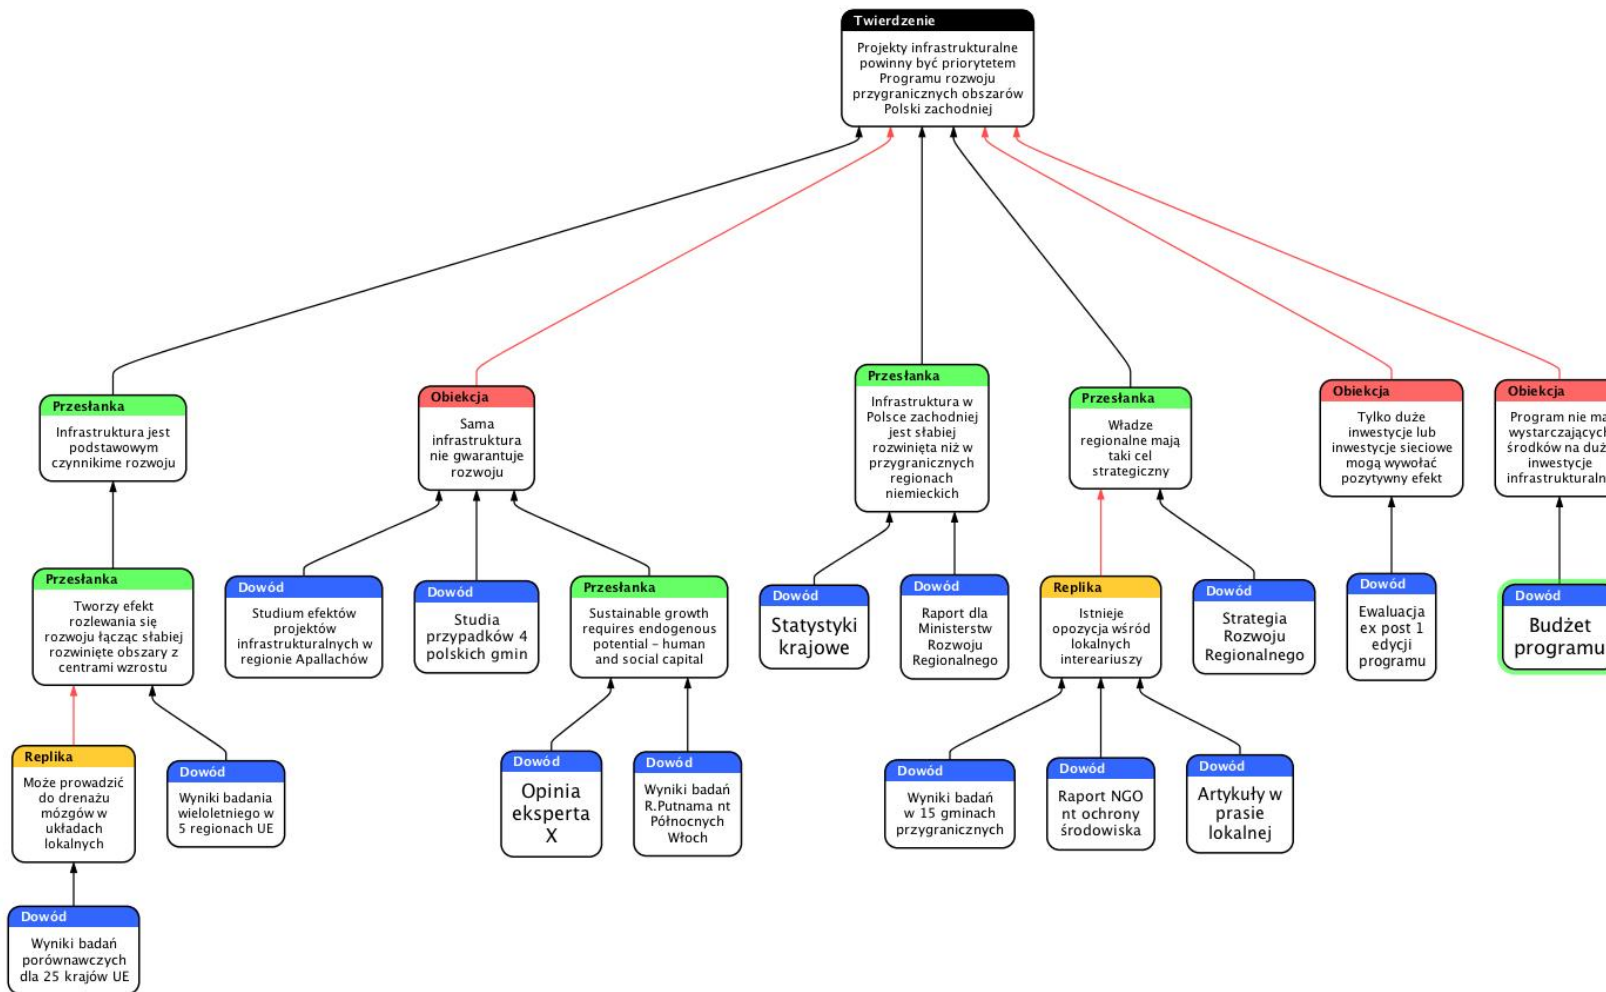 Twierdzenie
Projekty infrastrukturalne
powinny być priorytetem
Programu rozwoju
przygranicznych obszarów
Polski zachodniej
Przesłanka
Infrastruktura jest
podstawowym
czynnikime rozwoju
Obiekcja
Sama
infrastruktura
nie gwarantuje
rozwoju
Przesłanka
Infrastruktura w
Polsce zachodniej
jest słabiej
rozwinięta niż w
przygranicznych
regionach
niemieckich
Przesłanka
Władze
regionalne mają
taki cel
strategiczny
Obiekcja
Tylko duże
inwestycje lub
inwestycje sieciowe
mogą wywołać
pozytywny efekt
Obiekcja
Program nie ma
wystarczających
środków na duż
inwestycje
infrastrukturaln
Przesłanka
Tworzy efekt
rozlewania się
rozwoju łącząc słabiej
rozwinięte obszary z
centrami wzrostu
Dowód
Studium efektów
projektów
infrastrukturalnych w
regionie Apallachów
Dowód
Studia
przypadków 4
polskich gmin
Przesłanka
Sustainable growth
requires endogenous
potential – human
and social capital
Dowód
Statystyki
krajowe
Dowód
Raport dla
Ministerstw
Rozwoju
Regionalnego
Replika
Istnieje
opozycja wśród
lokalnych
intereariuszy
Dowód
Strategia
Rozwoju
Regionalnego
Dowód
Ewaluacja
ex post 1
edycji
programu
Dowód
Budżet
programu
Replika
Może prowadzić
do drenażu
mózgów w
układach
lokalnych
Dowód
Wyniki badania
wieloletniego w
5 regionach UE
Dowód
Opinia
eksperta
X
Dowód
Wyniki badań
R.Putnama nt
Północnych
Włoch
Dowód
Wyniki badań
w 15 gminach
przygranicznych
Dowód
Raport NGO
nt ochrony
środowiska
Dowód
Artykuły w
prasie
lokalnej
Dowód
Wyniki badań
porównawczych
dla 25 krajów UE